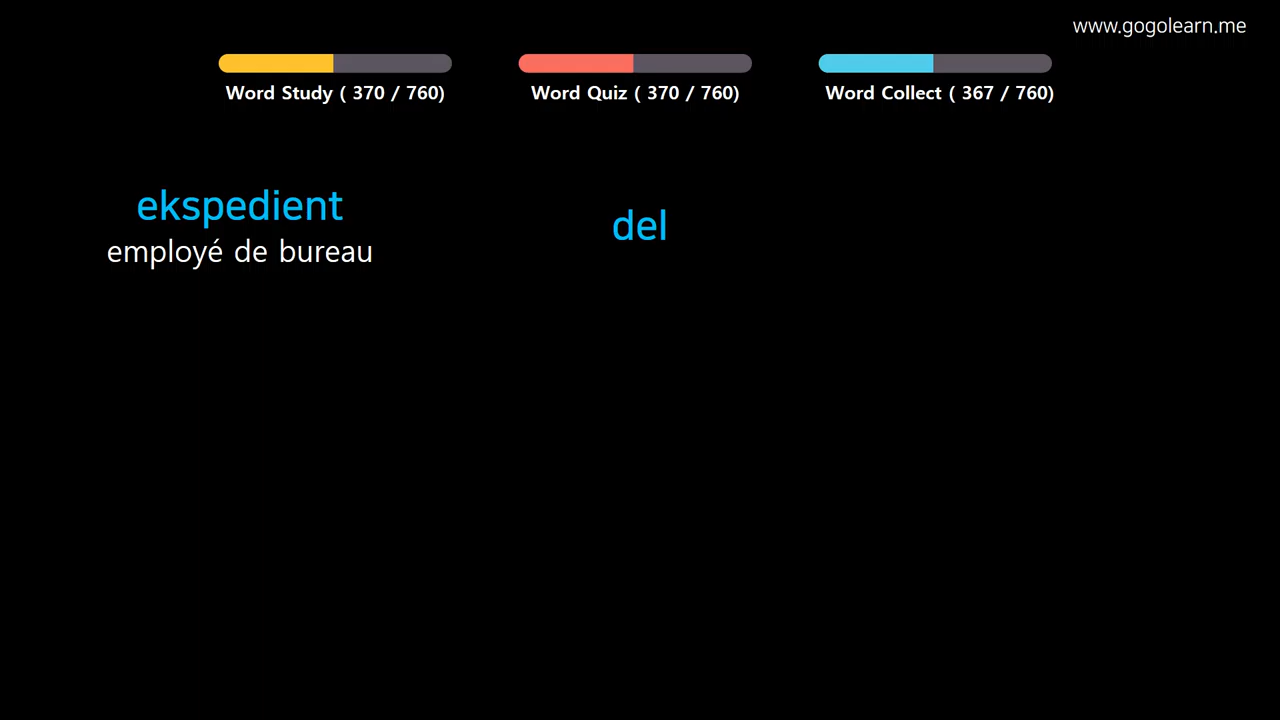 www.gogolearn.me
Word Study ( 370 / 760)
Word Quiz ( 370 / 760)
Word Collect ( 367 / 760)
ekspedient
employé de bureau
del